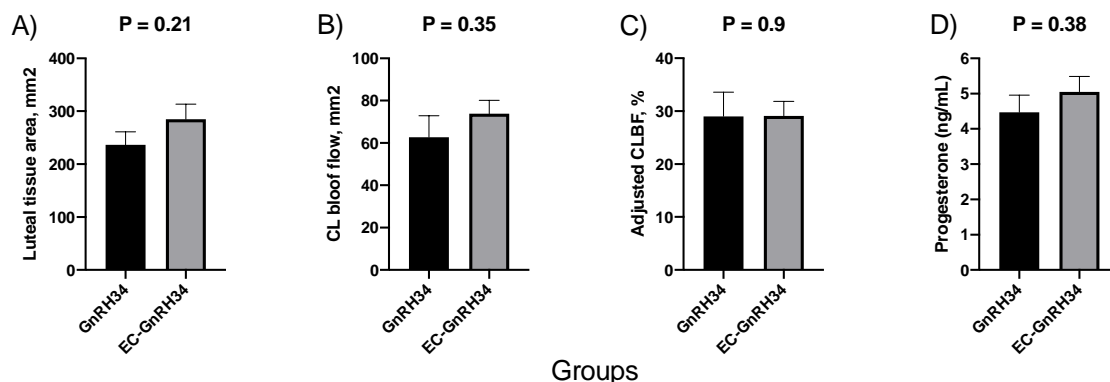 A)
P = 0.21
Luteal tissue area, mm2
400
300
200
100
0
GnRH34
EC-GnRH34
B)
P = 0.35
CL bloof flow, mm2
100
80
60
40
20
0
GnRH34
EC-GnRH34
C)
P = 0.9
Adjusted CLBF, %
40
30
20
10
0
GnRH34
EC-GnRH34
D)
P = 0.38
Progesterone (ng/mL)
6
5
4
3
2
1
0
GnRH34
EC-GnRH34
Groups